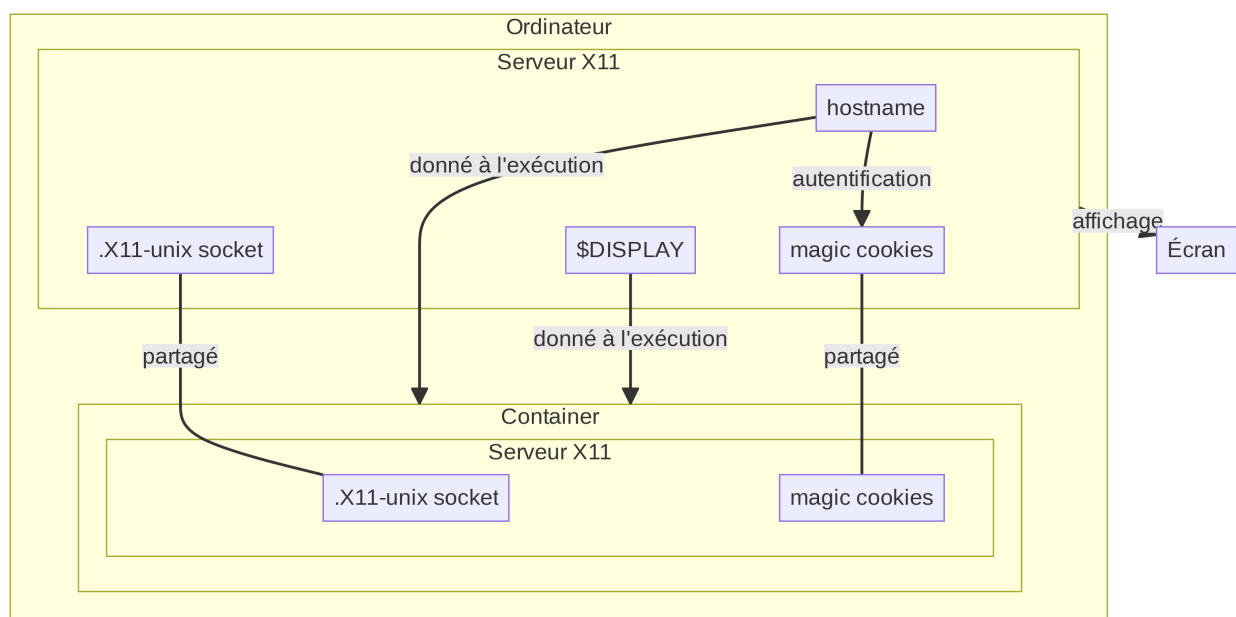 Ordinateur
Serveur X11
hostname
donné à l'exécution
autentification
affichage
.X11-unix socket
$DISPLAY
magic cookies
Écran
donné à l'exécution
partagé
partagé
Container
Serveur X11
.X11-unix socket
magic cookies